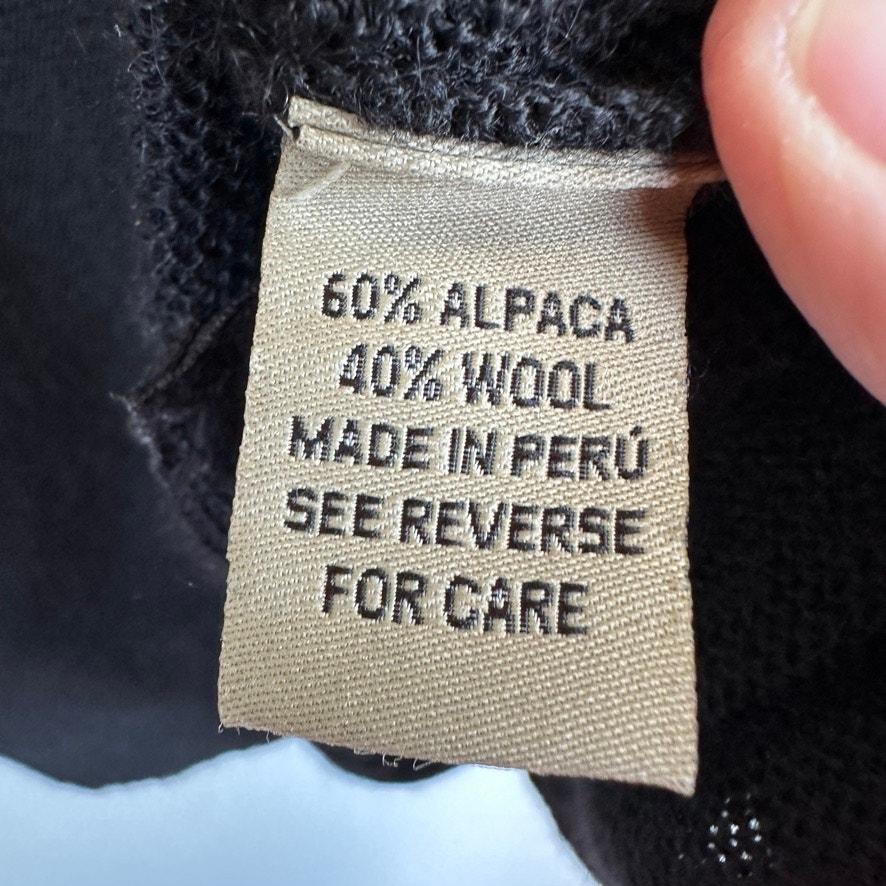 60% ALPACA
40% WOOL
MADE IN PERÚ
SEE REVERSE
FOR CARE